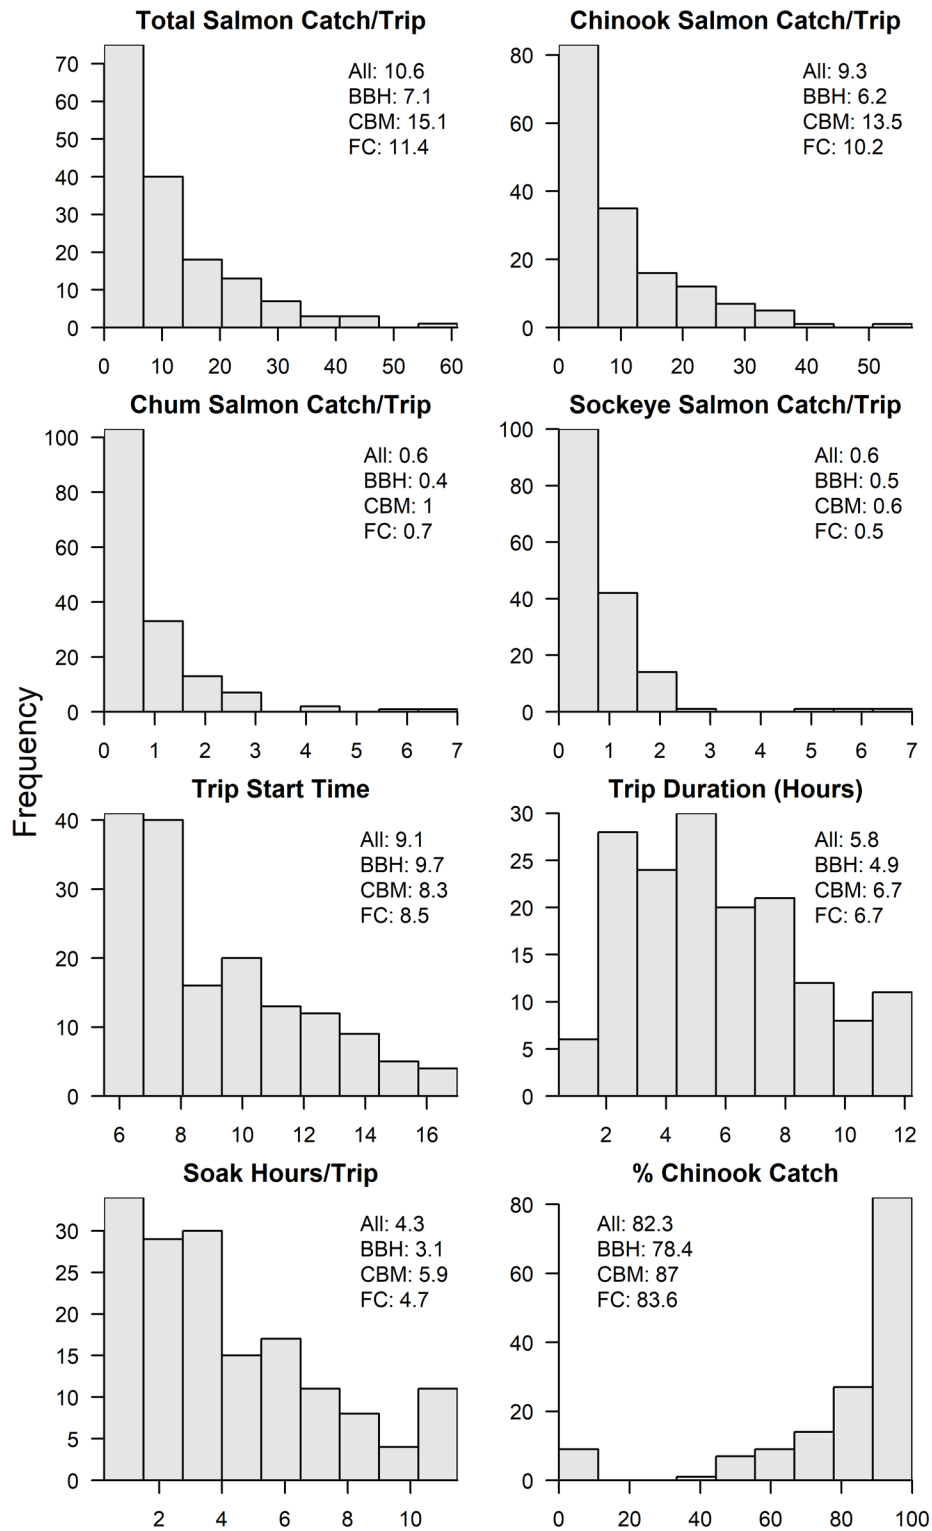 Total Salmon Catch/Trip
All: 10.6
BBH: 7.1
CBM: 15.1
FC: 11.4
70
60
50
40
30
20
10
0
0 10 20 30 40 50 60
Chinook Salmon Catch/Trip
All: 9.3
BBH: 6.2
CBM: 13.5
FC: 10.2
80
60
40
20
0
0 10 20 30 40 50
Chum Salmon Catch/Trip
All: 0.6
BBH: 0.4
CBM: 1
FC: 0.7
100
80
60
40
20
0
0 1 2 3 4 5 6 7
Sockeye Salmon Catch/Trip
All: 0.6
BBH: 0.5
CBM: 0.6
FC: 0.5
100
80
60
40
20
0
0 1 2 3 4 5 6 7
Frequency
Trip Start Time
All: 9.1
BBH: 9.7
CBM: 8.3
FC: 8.5
40
30
20
10
0
6 8 10 12 14 16
Trip Duration (Hours)
All: 5.8
BBH: 4.9
CBM: 6.7
FC: 6.7
30
25
20
15
10
5
0
2 4 6 8 10 12
Soak Hours/Trip
All: 4.3
BBH: 3.1
CBM: 5.9
FC: 4.7
30
25
20
15
10
5
0
2 4 6 8 10
% Chinook Catch
All: 82.3
BBH: 78.4
CBM: 87
FC: 83.6
80
60
40
20
0
0 20 40 60 80 100